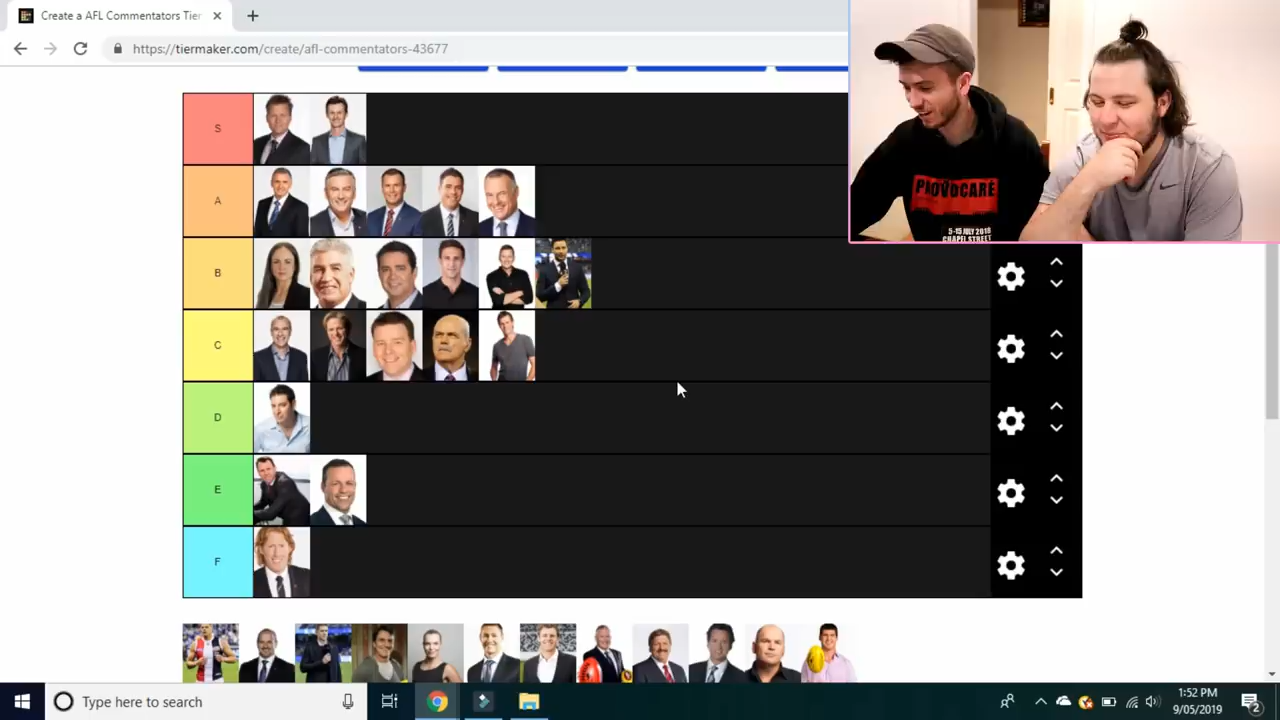 Create a AFL Commentators Tier
https://tiermaker.com/create/afl-commentators-43677
PROVOCARE
5-15 JULY 2018
CHAPEL STREET
S
A
B
C
D
E
F
Type here to search
1:52 PM
9/05/2019
2